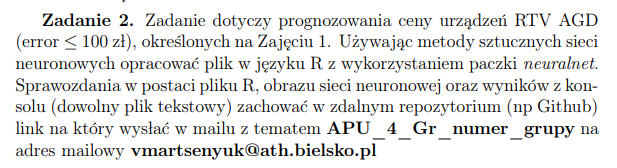 Zadanie 2. Zadanie dotyczy prognozowania ceny urządzeń RTV AGD
(error ≤ 100 zł), określonych na Zajęciu 1. Używając metody sztucznych sieci
neuronowych opracować plik w języku R z wykorzystaniem paczki neuralnet.
Sprawozdania w postaci pliku R, obrazu sieci neuronowej oraz wyników z kon-
solu (dowolny plik tekstowy) zachować w zdalnym repozytorium (np Github)
link na który wysłać w mailu z tematem APU_4_Gr_numer_grupy na
adres mailowy vmartsenyuk@ath.bielsko.pl